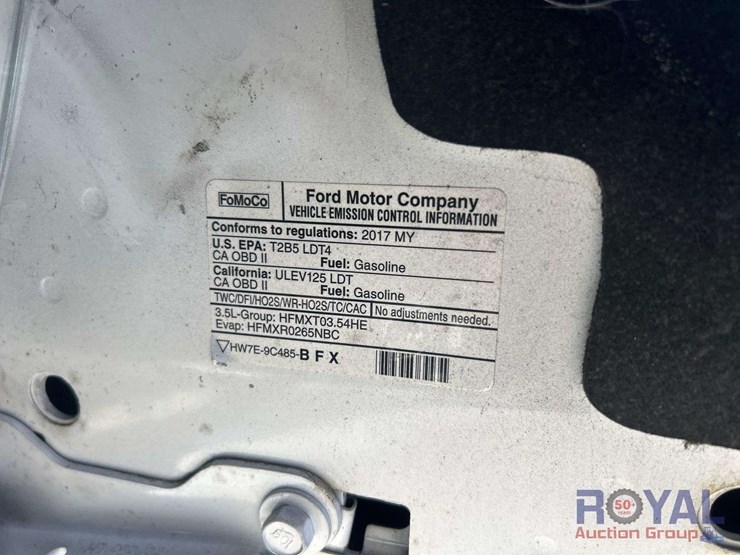 FoMoCo
Ford Motor Company
VEHICLE EMISSION CONTROL INFORMATION
Conforms to regulations: 2017 MY
U.S. EPA: T2B5 LDT4
CA OBD II Fuel: Gasoline
California: ULEV125 LDT
CA OBD II Fuel: Gasoline
TWC/DFI/HO2S/WR-HO2S/TC/CAC No adjustments needed.
3.5L-Group: HFMXT03.54HE
Evap: HFMXR0265NBC
HW7E-9C485-B F X
ROYAL
50+
YEARS
Auction Group